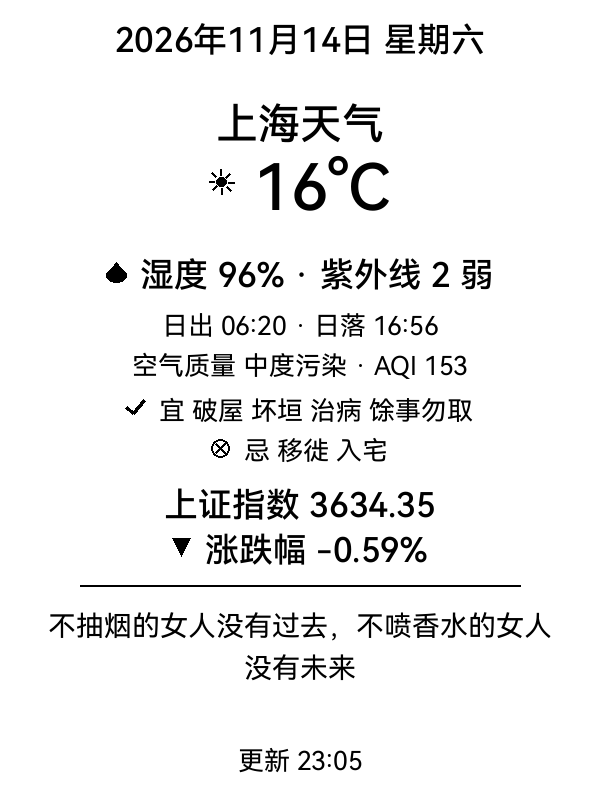 2026年11月14日 星期六
上海天气
16°C
湿度 96% · 紫外线 2 弱
日出 06:20 · 日落 16:56
空气质量 中度污染 · AQI 153
宜 破屋 坏垣 治病 馀事勿取
忌 移徙 入宅
上证指数 3634.35
涨跌幅 -0.59%
不抽烟的女人没有过去，不喷香水的女人
没有未来
更新 23:05